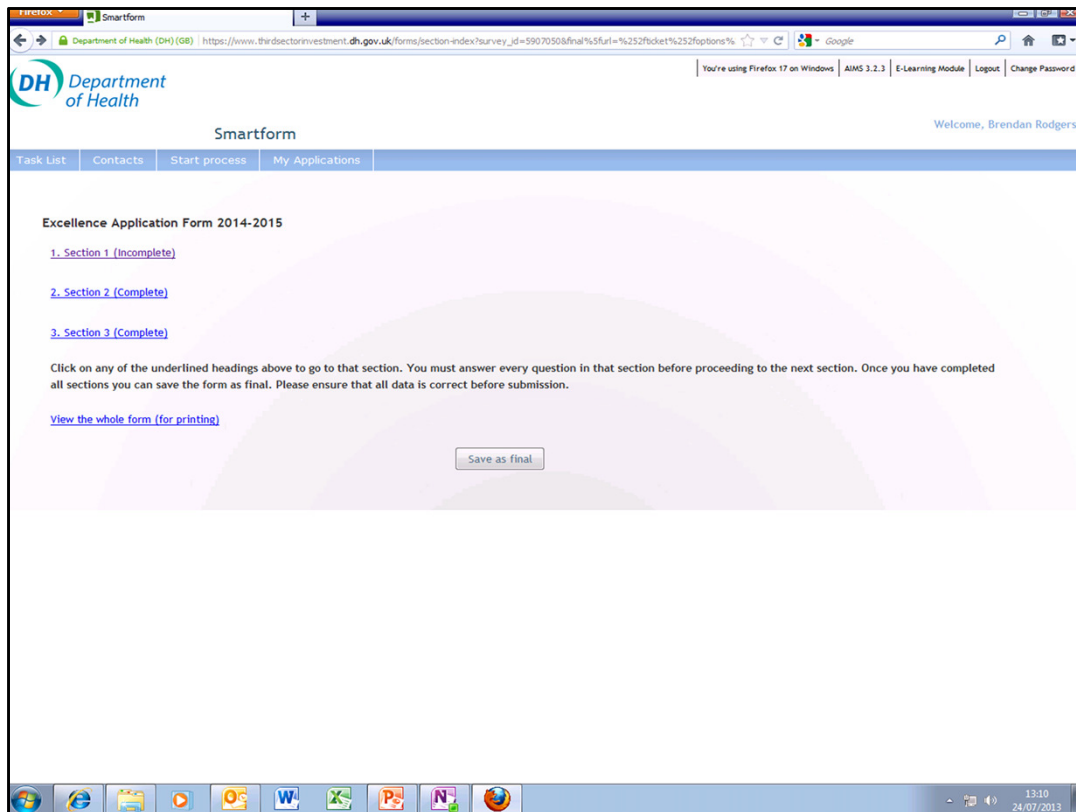 Firefox
Smartform
Department of Health (DH) (GB) https://www.thirdsectorinvestment.dh.gov.uk/forms/section-index?survey_id=5907050&final%5furl=%252fticket%252foptions% Google
You're using Firefox 17 on Windows AIMS 3.2.3 E-Learning Module Logout Change Password
DH Department
of Health
Welcome, Brendan Rodgers
Smartform
Task List Contacts Start process My Applications
Excellence Application Form 2014-2015
1. Section 1 (Incomplete)
2. Section 2 (Complete)
3. Section 3 (Complete)
Click on any of the underlined headings above to go to that section. You must answer every question in that section before proceeding to the next section. Once you have completed
all sections you can save the form as final. Please ensure that all data is correct before submission.
View the whole form (for printing)
Save as final
13:10
24/07/2013